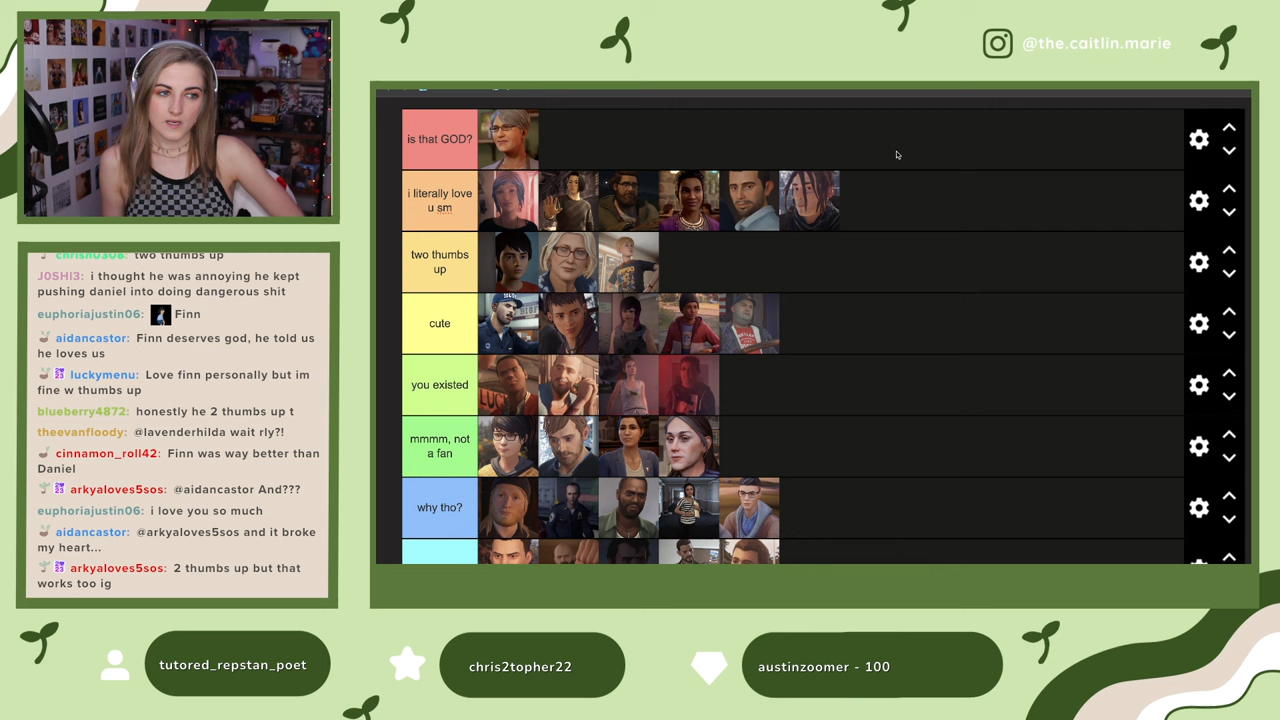 @the.caitlin.marie
is that GOD?
i literally love
u sm
two thumbs
up
cute
you existed
mmmm, not
a fan
why tho?
chrish0308: two thumbs up
J0SHI3: i thought he was annoying he kept
pushing daniel into doing dangerous shit
euphoriajustin06: Finn
aidancastor: Finn deserves god, he told us
he loves us
luckymenu: Love finn personally but im
fine w thumbs up
blueberry4872: honestly he 2 thumbs up t
theevanfloody: @lavenderhilda wait rly?!
cinnamon_roll42: Finn was way better than
Daniel
arkyaloves5sos: @aidancastor And???
euphoriajustin06: i love you so much
aidancastor: @arkyaloves5sos and it broke
my heart...
arkyaloves5sos: 2 thumbs up but that
works too ig
tutored_repstan_poet
chris2topher22
austinzoomer - 100